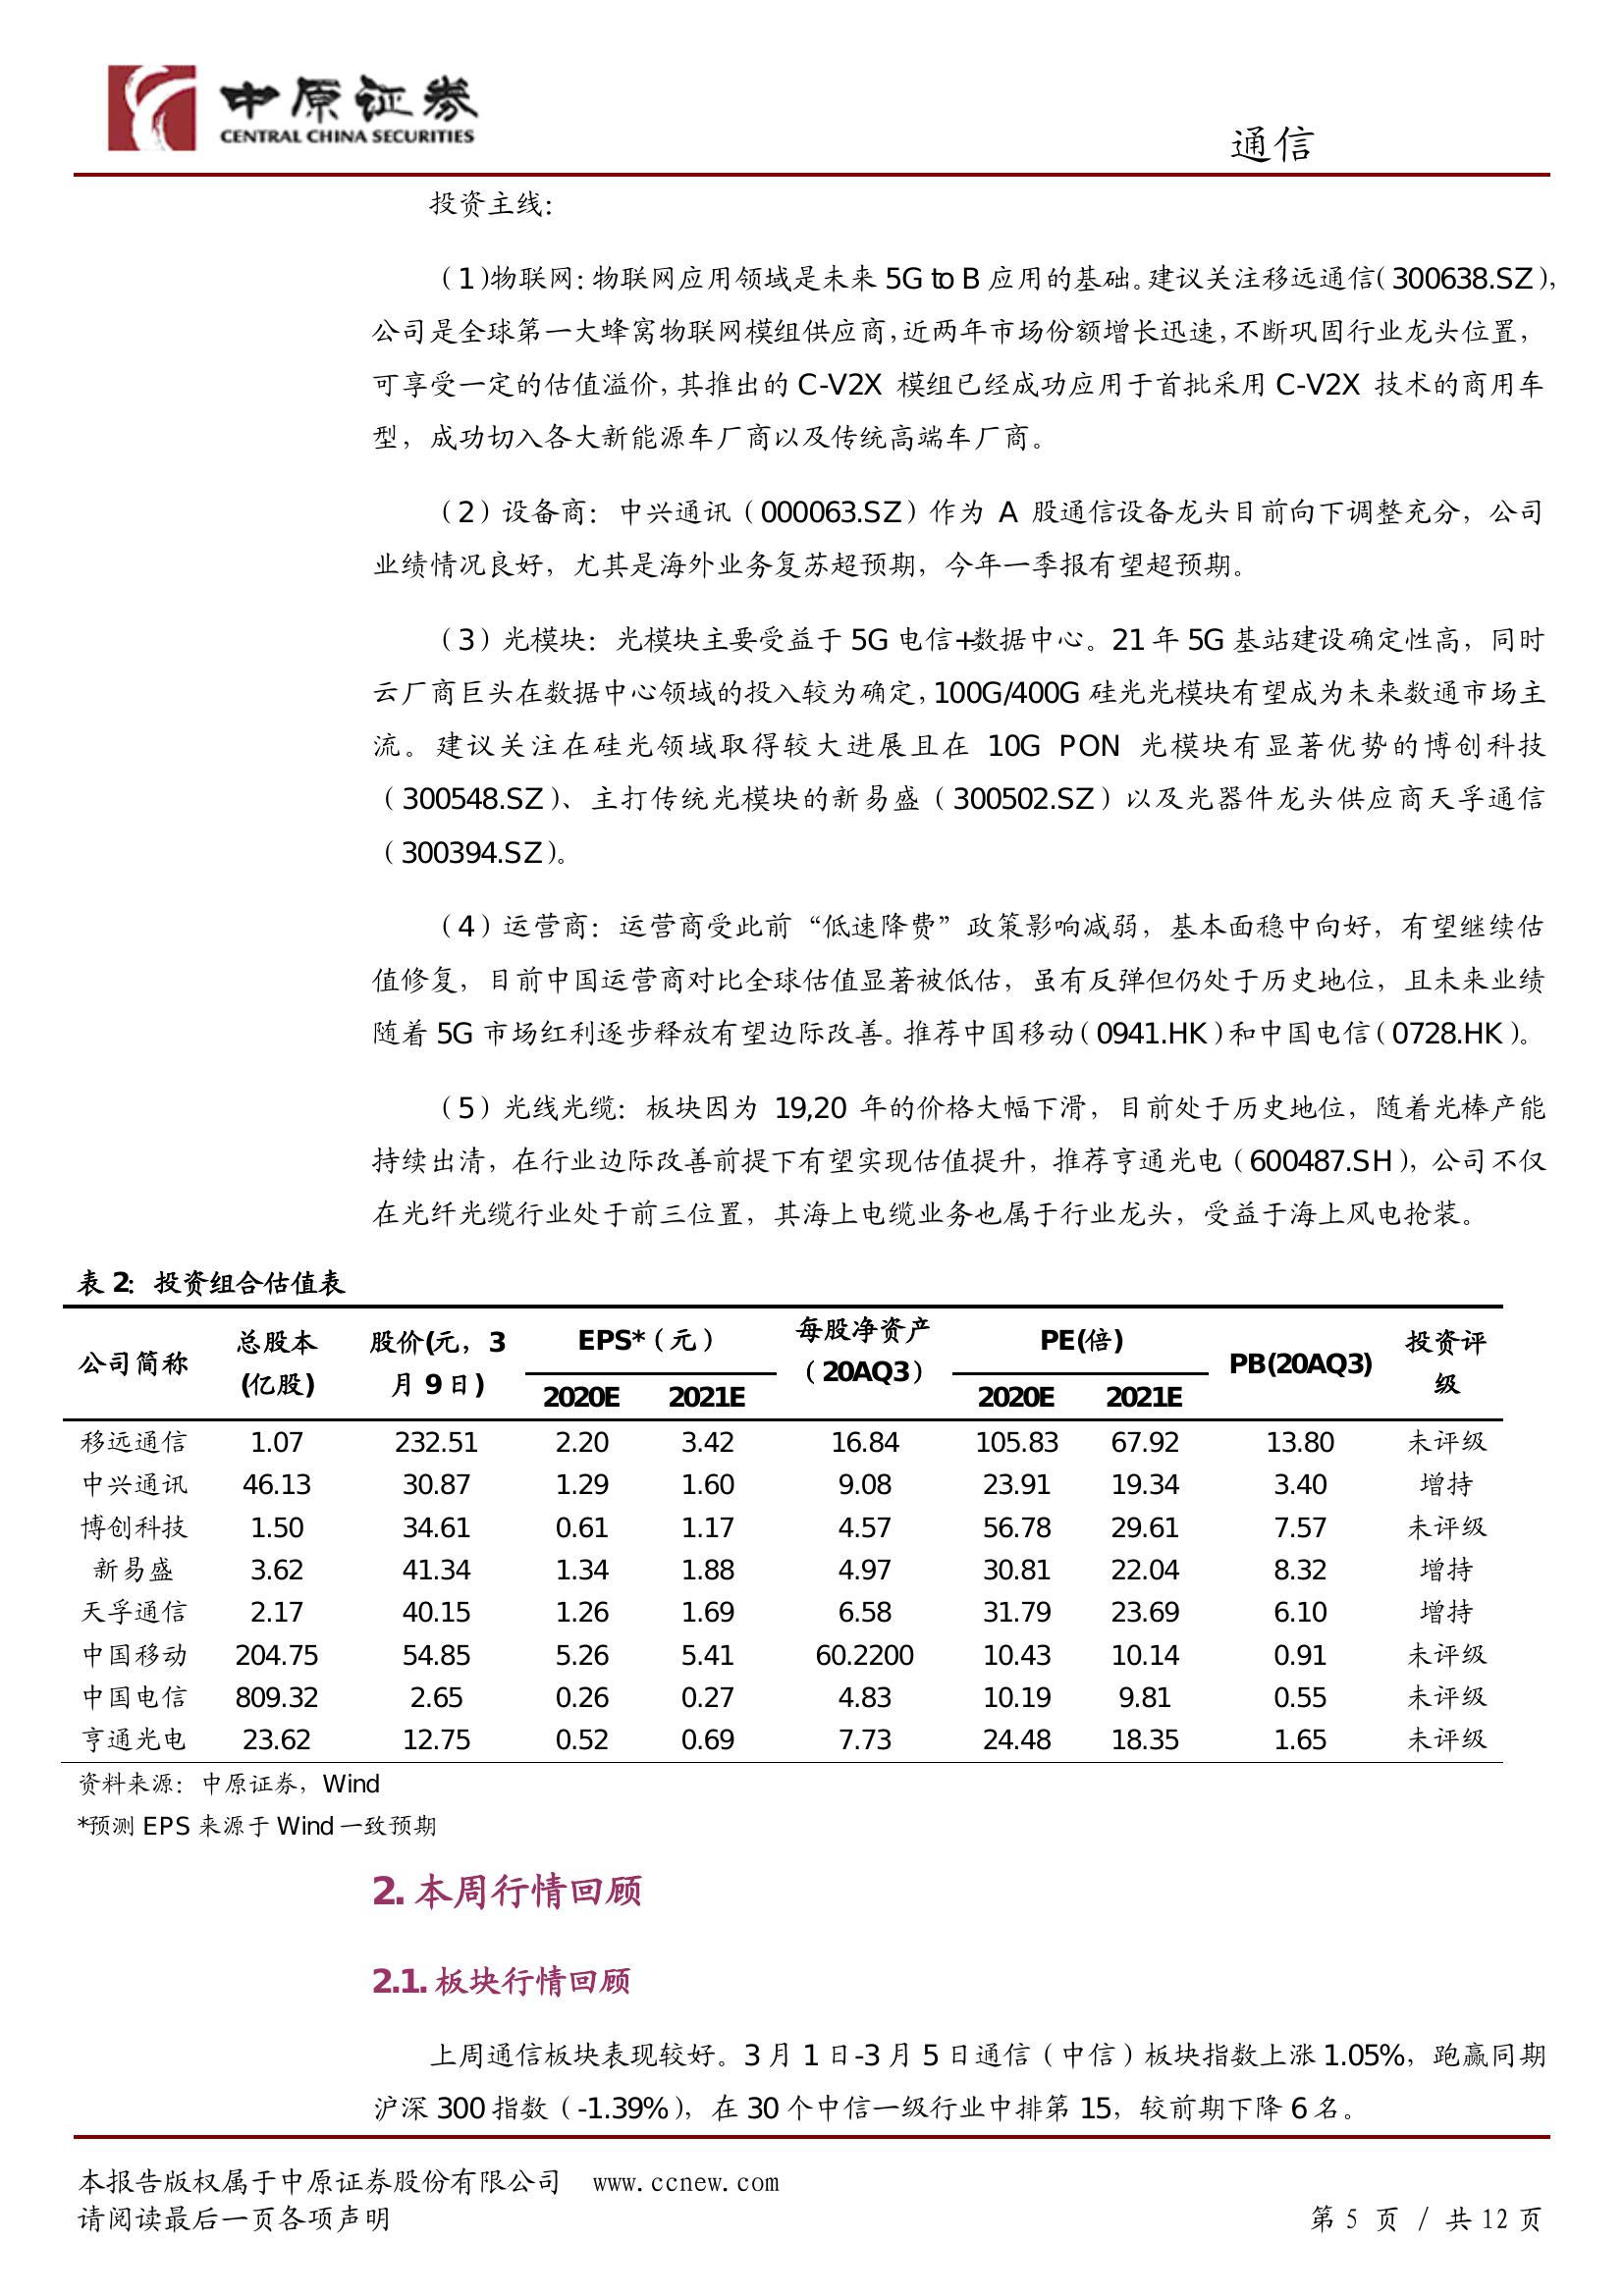 中原证券
CENTRAL CHINA SECURITIES
通信
投资主线：
（1）物联网：物联网应用领域是未来 5G to B 应用的基础。建议关注移远通信（300638.SZ），
公司是全球第一大蜂窝物联网模组供应商，近两年市场份额增长迅速，不断巩固行业龙头位置，
可享受一定的估值溢价，其推出的 C-V2X 模组已经成功应用于首批采用 C-V2X 技术的商用车
型，成功切入各大新能源车厂商以及传统高端车厂商。
（2）设备商：中兴通讯（000063.SZ）作为 A 股通信设备龙头目前向下调整充分，公司
业绩情况良好，尤其是海外业务复苏超预期，今年一季报有望超预期。
（3）光模块：光模块主要受益于 5G 电信+数据中心。21 年 5G 基站建设确定性高，同时
云厂商巨头在数据中心领域的投入较为确定，100G/400G 硅光光模块有望成为未来数通市场主
流。建议关注在硅光领域取得较大进展且在 10G PON 光模块有显著优势的博创科技
（300548.SZ）、主打传统光模块的新易盛（300502.SZ）以及光器件龙头供应商天孚通信
（300394.SZ）。
（4）运营商：运营商受此前“低速降费”政策影响减弱，基本面稳中向好，有望继续估
值修复，目前中国运营商对比全球估值显著被低估，虽有反弹但仍处于历史地位，且未来业绩
随着 5G 市场红利逐步释放有望边际改善。推荐中国移动（0941.HK）和中国电信（0728.HK）。
（5）光线光缆：板块因为 19,20 年的价格大幅下滑，目前处于历史地位，随着光棒产能
持续出清，在行业边际改善前提下有望实现估值提升，推荐亨通光电（600487.SH），公司不仅
在光纤光缆行业处于前三位置，其海上电缆业务也属于行业龙头，受益于海上风电抢装。
表 2：投资组合估值表
公司简称 总股本(亿股) 股价(元，3月 9 日) EPS*（元） 每股净资产（20AQ3） PE(倍) PB(20AQ3) 投资评级
2020E 2021E 2020E 2021E
移远通信 1.07 232.51 2.20 3.42 16.84 105.83 67.92 13.80 未评级
中兴通讯 46.13 30.87 1.29 1.60 9.08 23.91 19.34 3.40 增持
博创科技 1.50 34.61 0.61 1.17 4.57 56.78 29.61 7.57 未评级
新易盛 3.62 41.34 1.34 1.88 4.97 30.81 22.04 8.32 增持
天孚通信 2.17 40.15 1.26 1.69 6.58 31.79 23.69 6.10 增持
中国移动 204.75 54.85 5.26 5.41 60.2200 10.43 10.14 0.91 未评级
中国电信 809.32 2.65 0.26 0.27 4.83 10.19 9.81 0.55 未评级
亨通光电 23.62 12.75 0.52 0.69 7.73 24.48 18.35 1.65 未评级
资料来源：中原证券，Wind
*预测 EPS 来源于 Wind 一致预期
2. 本周行情回顾
2.1. 板块行情回顾
上周通信板块表现较好。3 月 1 日-3 月 5 日通信（中信）板块指数上涨 1.05%，跑赢同期
沪深 300 指数（-1.39%），在 30 个中信一级行业中排第 15，较前期下降 6 名。
本报告版权属于中原证券股份有限公司 www.ccnew.com
请阅读最后一页各项声明 第 5 页 / 共 12 页